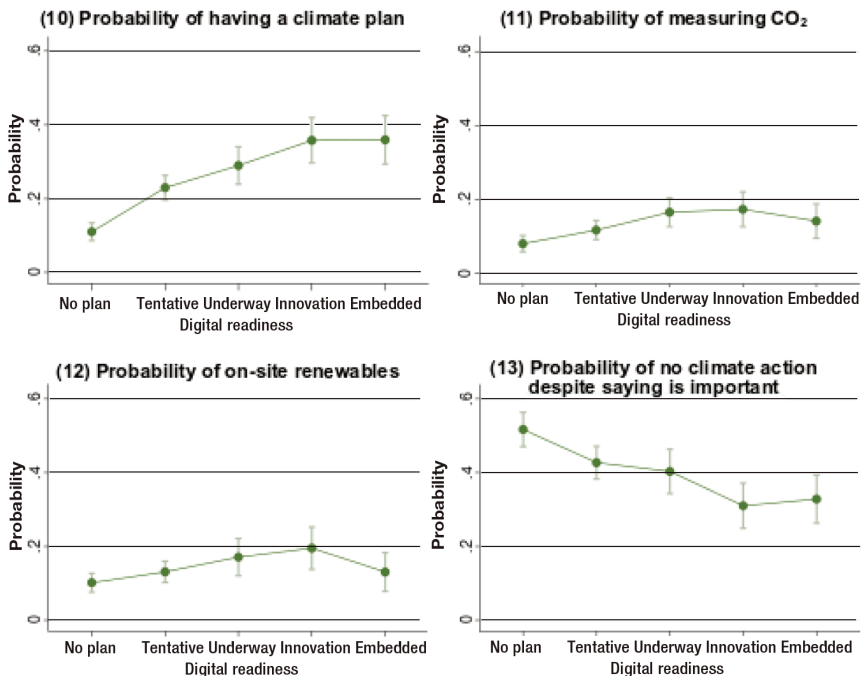 (10) Probability of having a climate plan
Probability
.6
.4
.2
0
No plan Tentative Underway Innovation Embedded
Digital readiness
(11) Probability of measuring CO₂
Probability
.6
.4
.2
0
No plan Tentative Underway Innovation Embedded
Digital readiness
(12) Probability of on-site renewables
Probability
.6
.4
.2
0
No plan Tentative Underway Innovation Embedded
Digital readiness
(13) Probability of no climate action
despite saying is important
Probability
.6
.4
.2
0
No plan Tentative Underway Innovation Embedded
Digital readiness